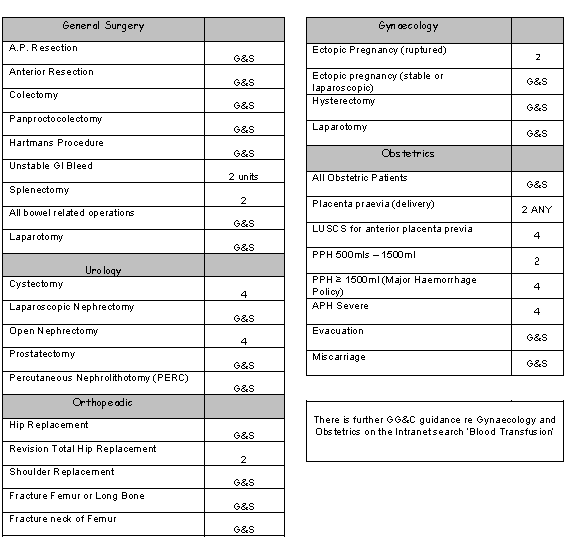 General Surgery
A.P. Resection
G&S
Anterior Resection
G&S
Colectomy
G&S
Panproctocolectomy
G&S
Hartmans Procedure
G&S
Unstable GI Bleed
2 units
Splenectomy
2
All bowel related operations
G&S
Laparotomy
G&S
Urology
Cystectomy
4
Laparoscopic Nephrectomy
G&S
Open Nephrectomy
4
Prostatectomy
G&S
Percutaneous Nephrolithotomy (PERC)
G&S
Orthopaedic
Hip Replacement
G&S
Revision Total Hip Replacement
2
Shoulder Replacement
G&S
Fracture Femur or Long Bone
G&S
Fracture neck of Femur
G&S
Gynaecology
Ectopic Pregnancy (ruptured)
2
Ectopic pregnancy (stable or
laparoscopic)
G&S
Hysterectomy
G&S
Laparotomy
G&S
Obstetrics
All Obstetric Patients
G&S
Placenta praevia (delivery)
2 ANY
LUSCS for anterior placenta previa
4
PPH 500mls – 1500ml
2
PPH ≥ 1500ml (Major Haemorrhage
Policy)
4
APH Severe
4
Evacuation
G&S
Miscarriage
G&S
There is further GG&C guidance re Gynaecology and
Obstetrics on the Intranet search 'Blood Transfusion'